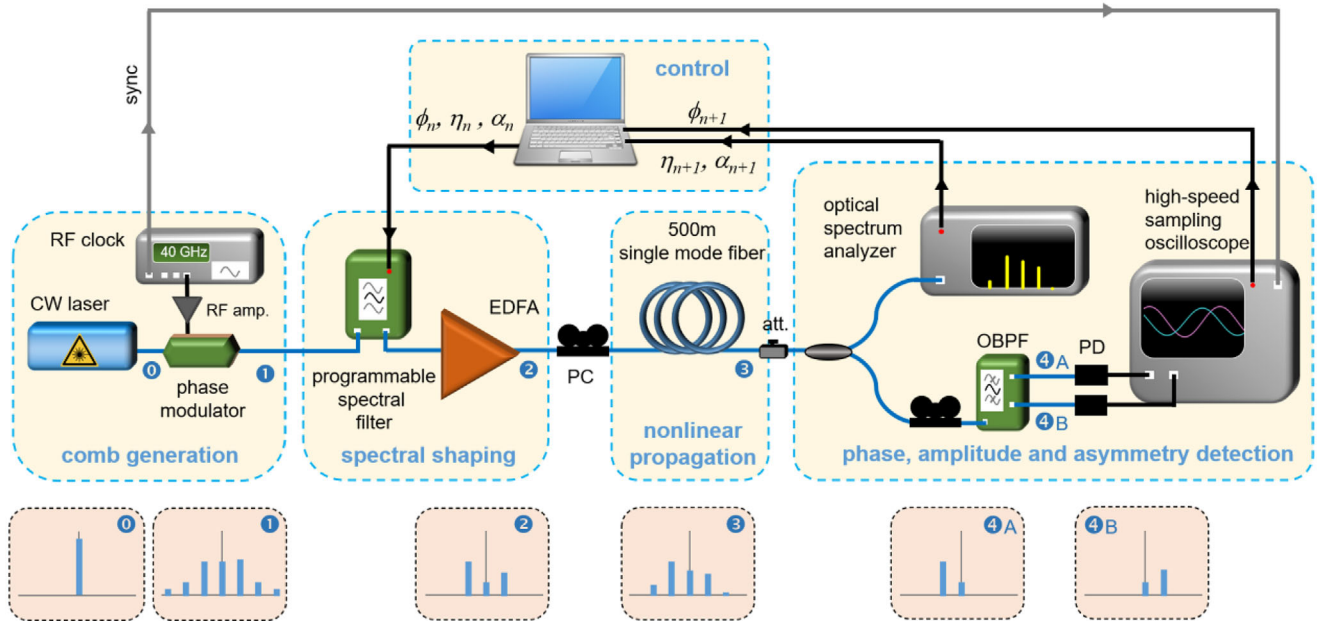 sync
control
ϕn, ηn , αn
ϕn+1
ηn+1, αn+1
RF clock
40 GHz
CW laser
RF amp.
0
1
phase
modulator
comb generation
programmable
spectral
filter
EDFA
2
spectral shaping
PC
500m
single mode fiber
3
att.
nonlinear
propagation
optical
spectrum
analyzer
high-speed
sampling
oscilloscope
OBPF
4A
PD
4B
phase, amplitude and asymmetry detection
0
1
2
3
4A
4B